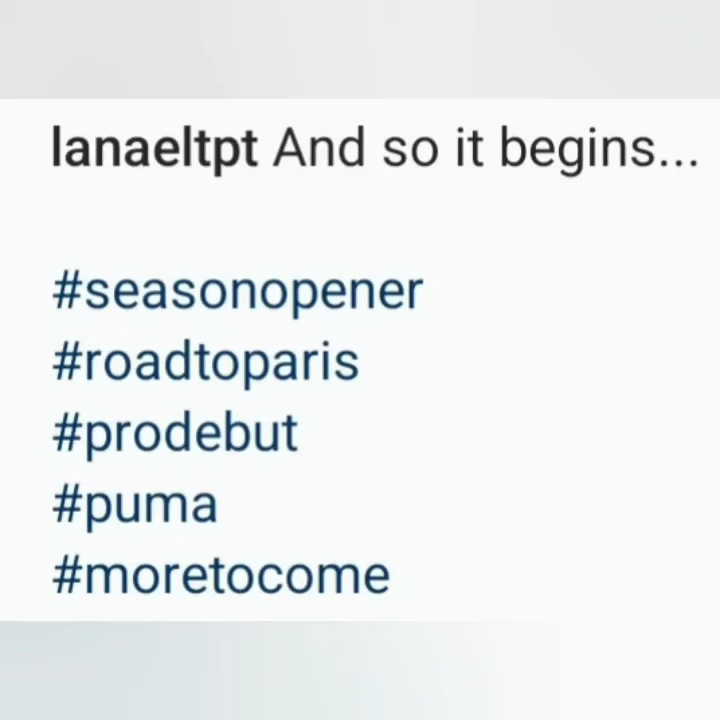 lanaeltpt And so it begins...
#seasonopener
#roadtoparis
#prodebut
#puma
#moretocome